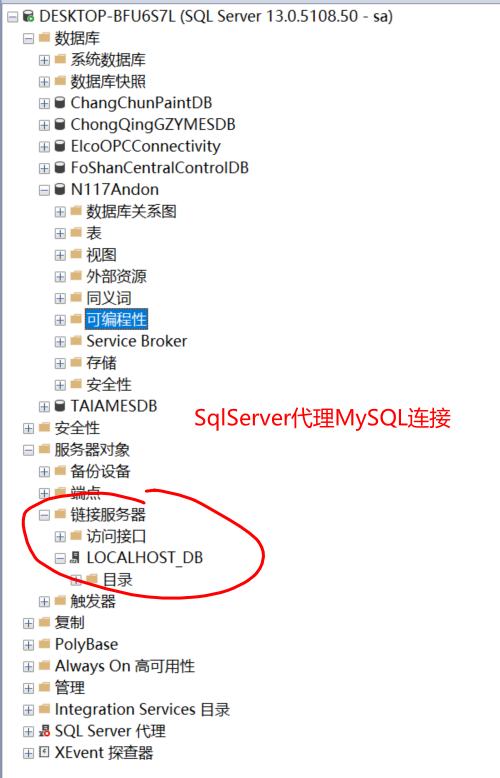 DESKTOP-BFU6S7L (SQL Server 13.0.5108.50 - sa)
数据库
系统数据库
数据库快照
ChangChunPaintDB
ChongQingGZYMESDB
ElcoOPCConnectivity
FoShanCentralControlDB
N117Andon
数据库关系图
表
视图
外部资源
同义词
可编程性
Service Broker
存储
安全性
TAIAMESDB
SqlServer代理MySQL连接
安全性
服务器对象
备份设备
端点
链接服务器
访问接口
LOCALHOST_DB
目录
触发器
复制
PolyBase
Always On 高可用性
管理
Integration Services 目录
SQL Server 代理
XEvent 探查器